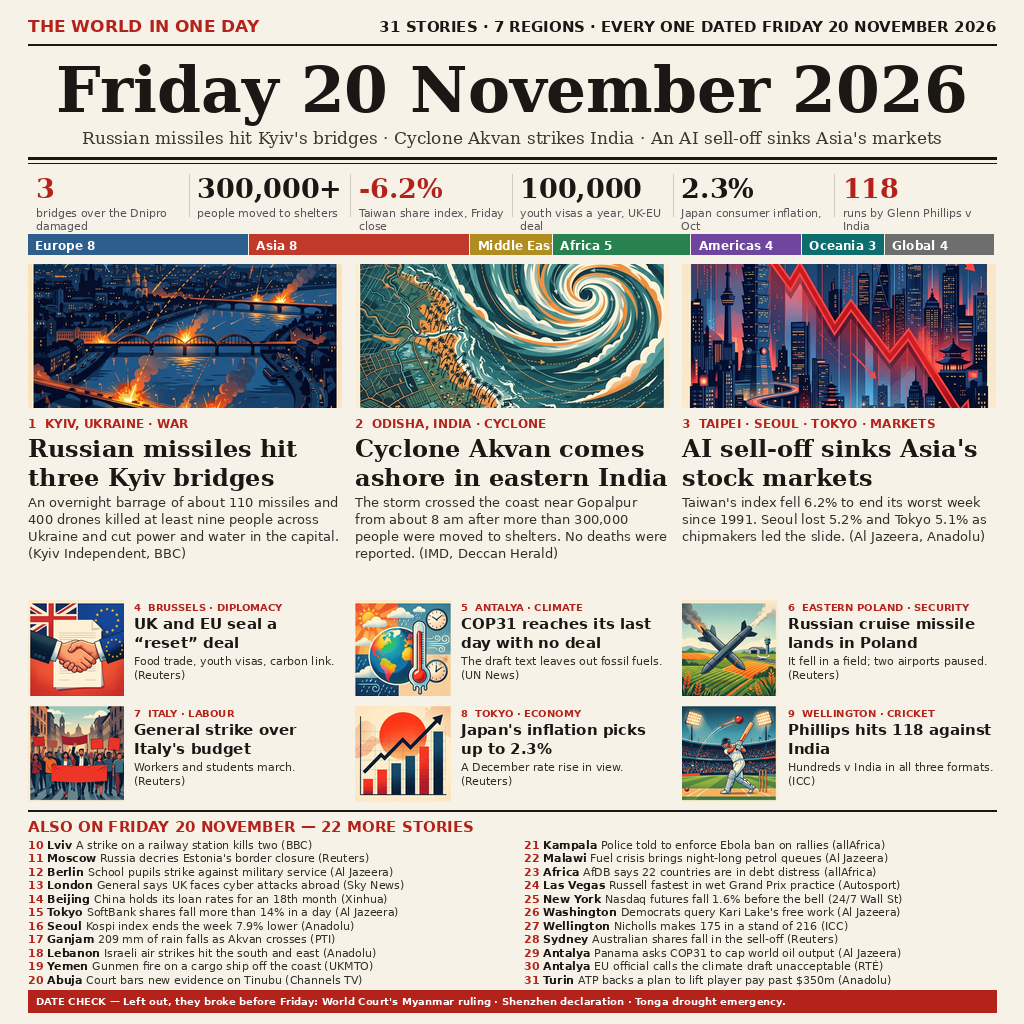 THE WORLD IN ONE DAY
31 STORIES · 7 REGIONS · EVERY ONE DATED FRIDAY 20 NOVEMBER 2026
Friday 20 November 2026
Russian missiles hit Kyiv's bridges · Cyclone Akvan strikes India · An AI sell-off sinks Asia's markets
3
bridges over the Dnipro
damaged
300,000+
people moved to shelters
-6.2%
Taiwan share index, Friday
close
100,000
youth visas a year, UK-EU
deal
2.3%
Japan consumer inflation,
Oct
118
runs by Glenn Phillips v
India
Europe 8
Asia 8
Middle Eas
Africa 5
Americas 4
Oceania 3
Global 4
1 KYIV, UKRAINE · WAR
Russian missiles hit
three Kyiv bridges
An overnight barrage of about 110 missiles and
400 drones killed at least nine people across
Ukraine and cut power and water in the capital.
(Kyiv Independent, BBC)
2 ODISHA, INDIA · CYCLONE
Cyclone Akvan comes
ashore in eastern India
The storm crossed the coast near Gopalpur
from about 8 am after more than 300,000
people were moved to shelters. No deaths were
reported. (IMD, Deccan Herald)
3 TAIPEI · SEOUL · TOKYO · MARKETS
AI sell-off sinks Asia's
stock markets
Taiwan's index fell 6.2% to end its worst week
since 1991. Seoul lost 5.2% and Tokyo 5.1% as
chipmakers led the slide. (Al Jazeera, Anadolu)
4 BRUSSELS · DIPLOMACY
UK and EU seal a
“reset” deal
Food trade, youth visas, carbon link.
(Reuters)
5 ANTALYA · CLIMATE
COP31 reaches its last
day with no deal
The draft text leaves out fossil fuels.
(UN News)
6 EASTERN POLAND · SECURITY
Russian cruise missile
lands in Poland
It fell in a field; two airports paused.
(Reuters)
7 ITALY · LABOUR
General strike over
Italy's budget
Workers and students march.
(Reuters)
8 TOKYO · ECONOMY
Japan's inflation picks
up to 2.3%
A December rate rise in view.
(Reuters)
9 WELLINGTON · CRICKET
Phillips hits 118 against
India
Hundreds v India in all three formats.
(ICC)
ALSO ON FRIDAY 20 NOVEMBER — 22 MORE STORIES
10 Lviv A strike on a railway station kills two (BBC)
11 Moscow Russia decries Estonia's border closure (Reuters)
12 Berlin School pupils strike against military service (Al Jazeera)
13 London General says UK faces cyber attacks abroad (Sky News)
14 Beijing China holds its loan rates for an 18th month (Xinhua)
15 Tokyo SoftBank shares fall more than 14% in a day (Al Jazeera)
16 Seoul Kospi index ends the week 7.9% lower (Anadolu)
17 Ganjam 209 mm of rain falls as Akvan crosses (PTI)
18 Lebanon Israeli air strikes hit the south and east (Anadolu)
19 Yemen Gunmen fire on a cargo ship off the coast (UKMTO)
20 Abuja Court bars new evidence on Tinubu (Channels TV)
21 Kampala Police told to enforce Ebola ban on rallies (allAfrica)
22 Malawi Fuel crisis brings night-long petrol queues (Al Jazeera)
23 Africa AfDB says 22 countries are in debt distress (allAfrica)
24 Las Vegas Russell fastest in wet Grand Prix practice (Autosport)
25 New York Nasdaq futures fall 1.6% before the bell (24/7 Wall St)
26 Washington Democrats query Kari Lake's free work (Al Jazeera)
27 Wellington Nicholls makes 175 in a stand of 216 (ICC)
28 Sydney Australian shares fall in the sell-off (Reuters)
29 Antalya Panama asks COP31 to cap world oil output (Al Jazeera)
30 Antalya EU official calls the climate draft unacceptable (RTÉ)
31 Turin ATP backs a plan to lift player pay past $350m (Anadolu)
DATE CHECK — Left out, they broke before Friday: World Court's Myanmar ruling · Shenzhen declaration · Tonga drought emergency.